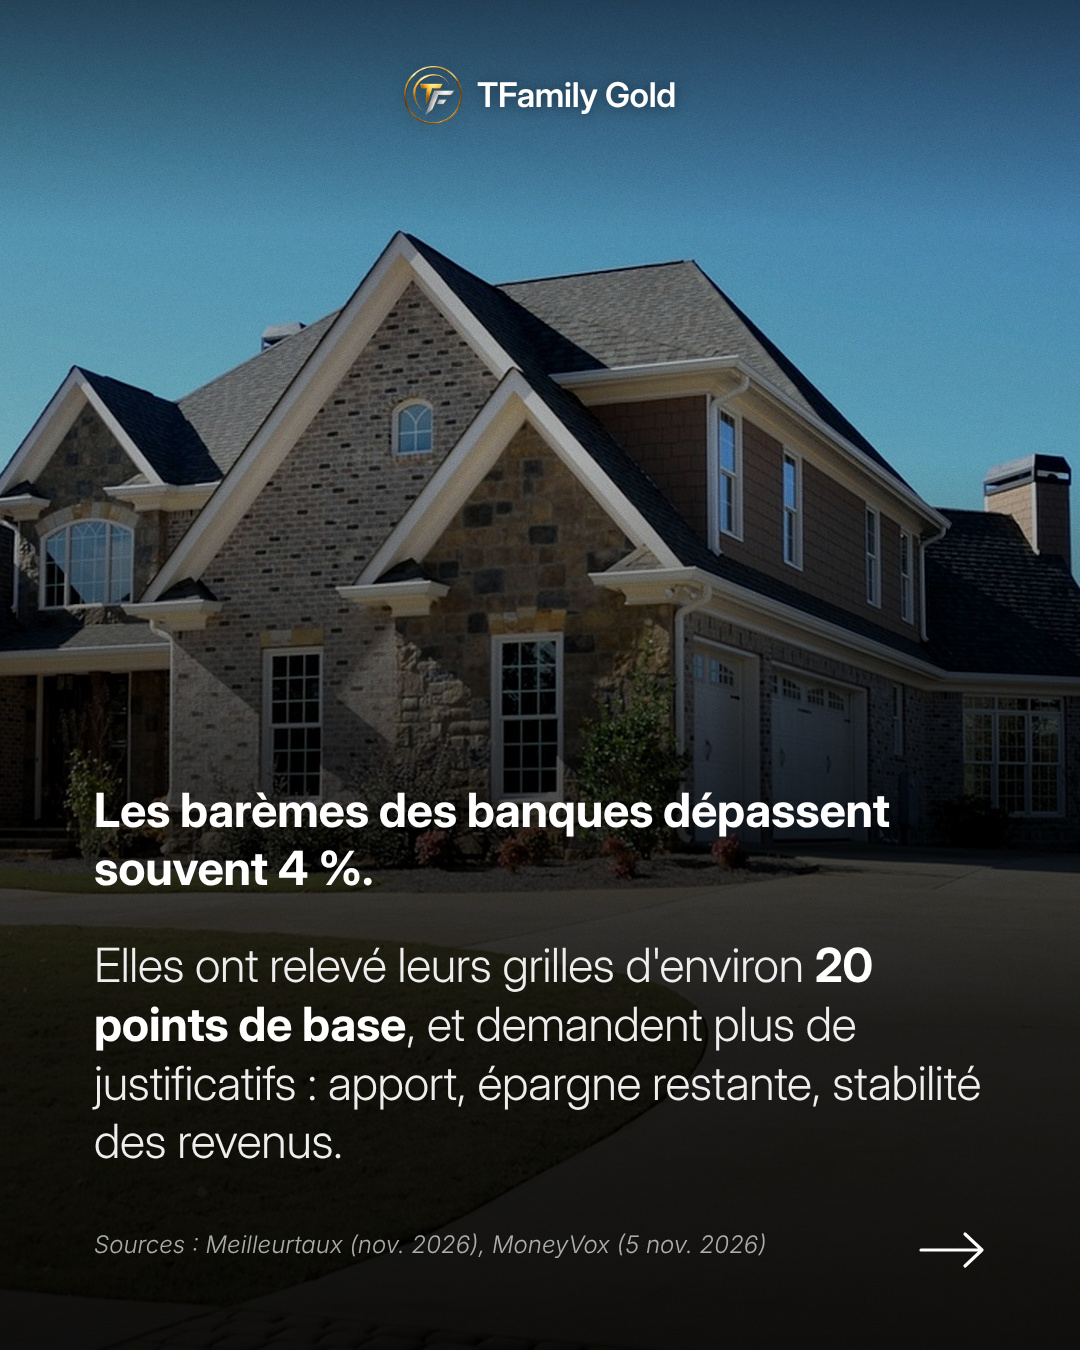 TF TFamily Gold
Les barèmes des banques dépassent
souvent 4 %.
Elles ont relevé leurs grilles d'environ 20
points de base, et demandent plus de
justificatifs : apport, épargne restante, stabilité
des revenus.
Sources : Meilleurtaux (nov. 2026), MoneyVox (5 nov. 2026)